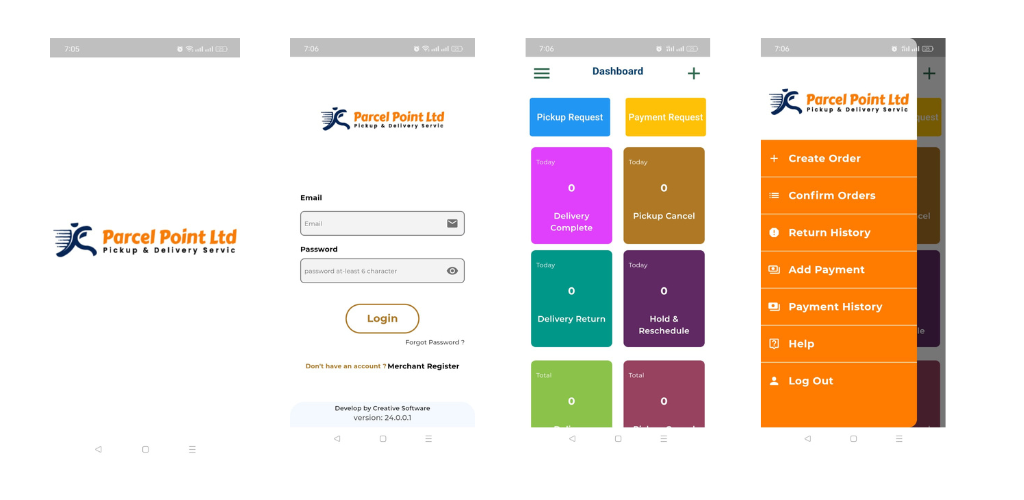 7:05
Parcel Point Ltd
Pickup & Delivery Servic
7:06
Parcel Point Ltd
Pickup & Delivery Servic
Email
Email
Password
password at-least 6 character
Login
Forgot Password ?
Don't have an account ? Merchant Register
Develop by Creative Software
version: 24.0.0.1
7:06
Dashboard
Pickup Request
Payment Request
Today
0
Delivery
Complete
Today
0
Pickup Cancel
Today
0
Delivery Return
Today
0
Hold &
Reschedule
Total
0
Total
0
7:06
Parcel Point Ltd
Pickup & Delivery Servic
Create Order
Confirm Orders
Return History
Add Payment
Payment History
Help
Log Out